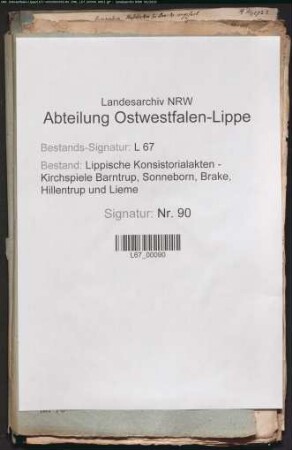 Landesarchiv NRW
Abteilung Ostwestfalen-Lippe
Bestands-Signatur: L 67
Bestand: Lippische Konsistorialakten -
Kirchspiele Barntrup, Sonneborn, Brake,
Hillentrup und Lieme
Signatur: Nr. 90
L67_00090